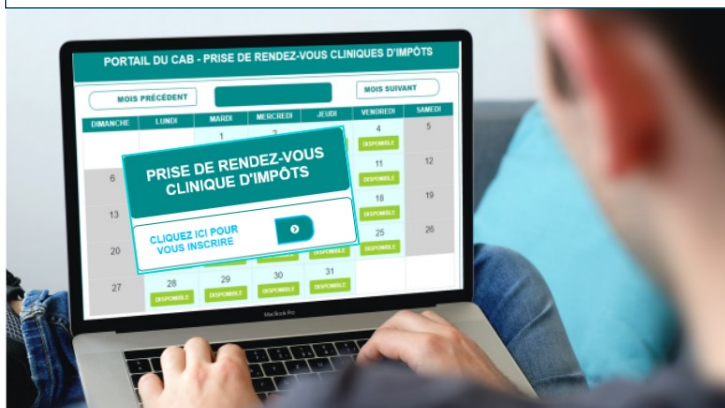 PORTAIL DU CAB - PRISE DE RENDEZ-VOUS CLINIQUES D'IMPÔTS
MOIS PRÉCÉDENT
MOIS SUIVANT
DIMANCHE LUNDI MARDI MERCREDI JEUDI VENDREDI SAMEDI
1 2 4 5
DISPONIBLE
PRISE DE RENDEZ-VOUS
CLINIQUE D'IMPÔTS
6 11 12
DISPONIBLE
13 18 19
DISPONIBLE
CLIQUEZ ICI POUR
VOUS INSCRIRE
20 25 26
DISPONIBLE DISPONIBLE
27 28 29 30 31
DISPONIBLE DISPONIBLE DISPONIBLE DISPONIBLE
MacBook Pro